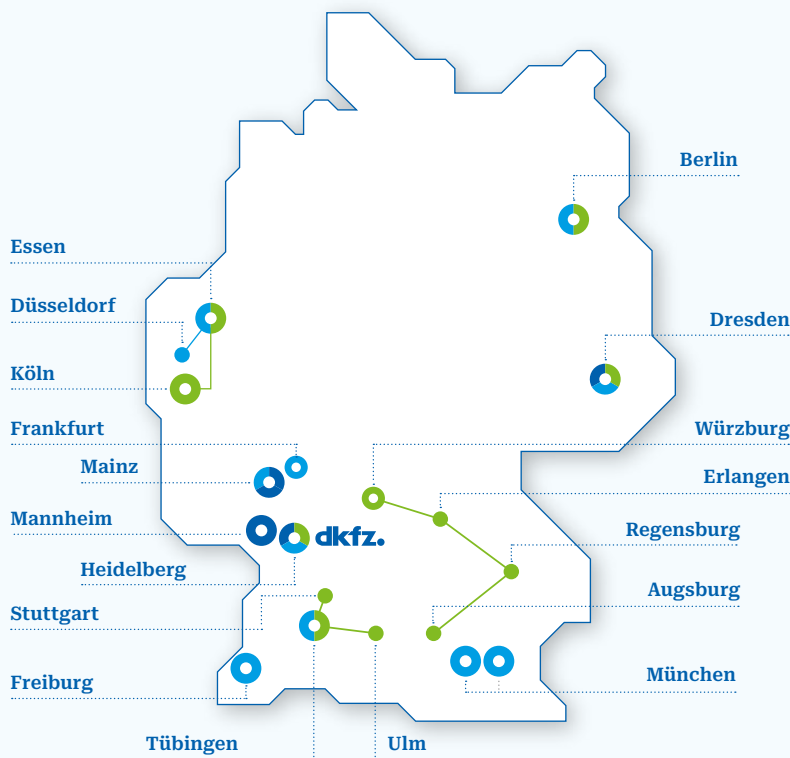 Berlin
Essen
Düsseldorf
Dresden
Köln
Frankfurt
Würzburg
Mainz
Erlangen
Mannheim
dkfz.
Regensburg
Heidelberg
Augsburg
Stuttgart
Freiburg
München
Tübingen
Ulm